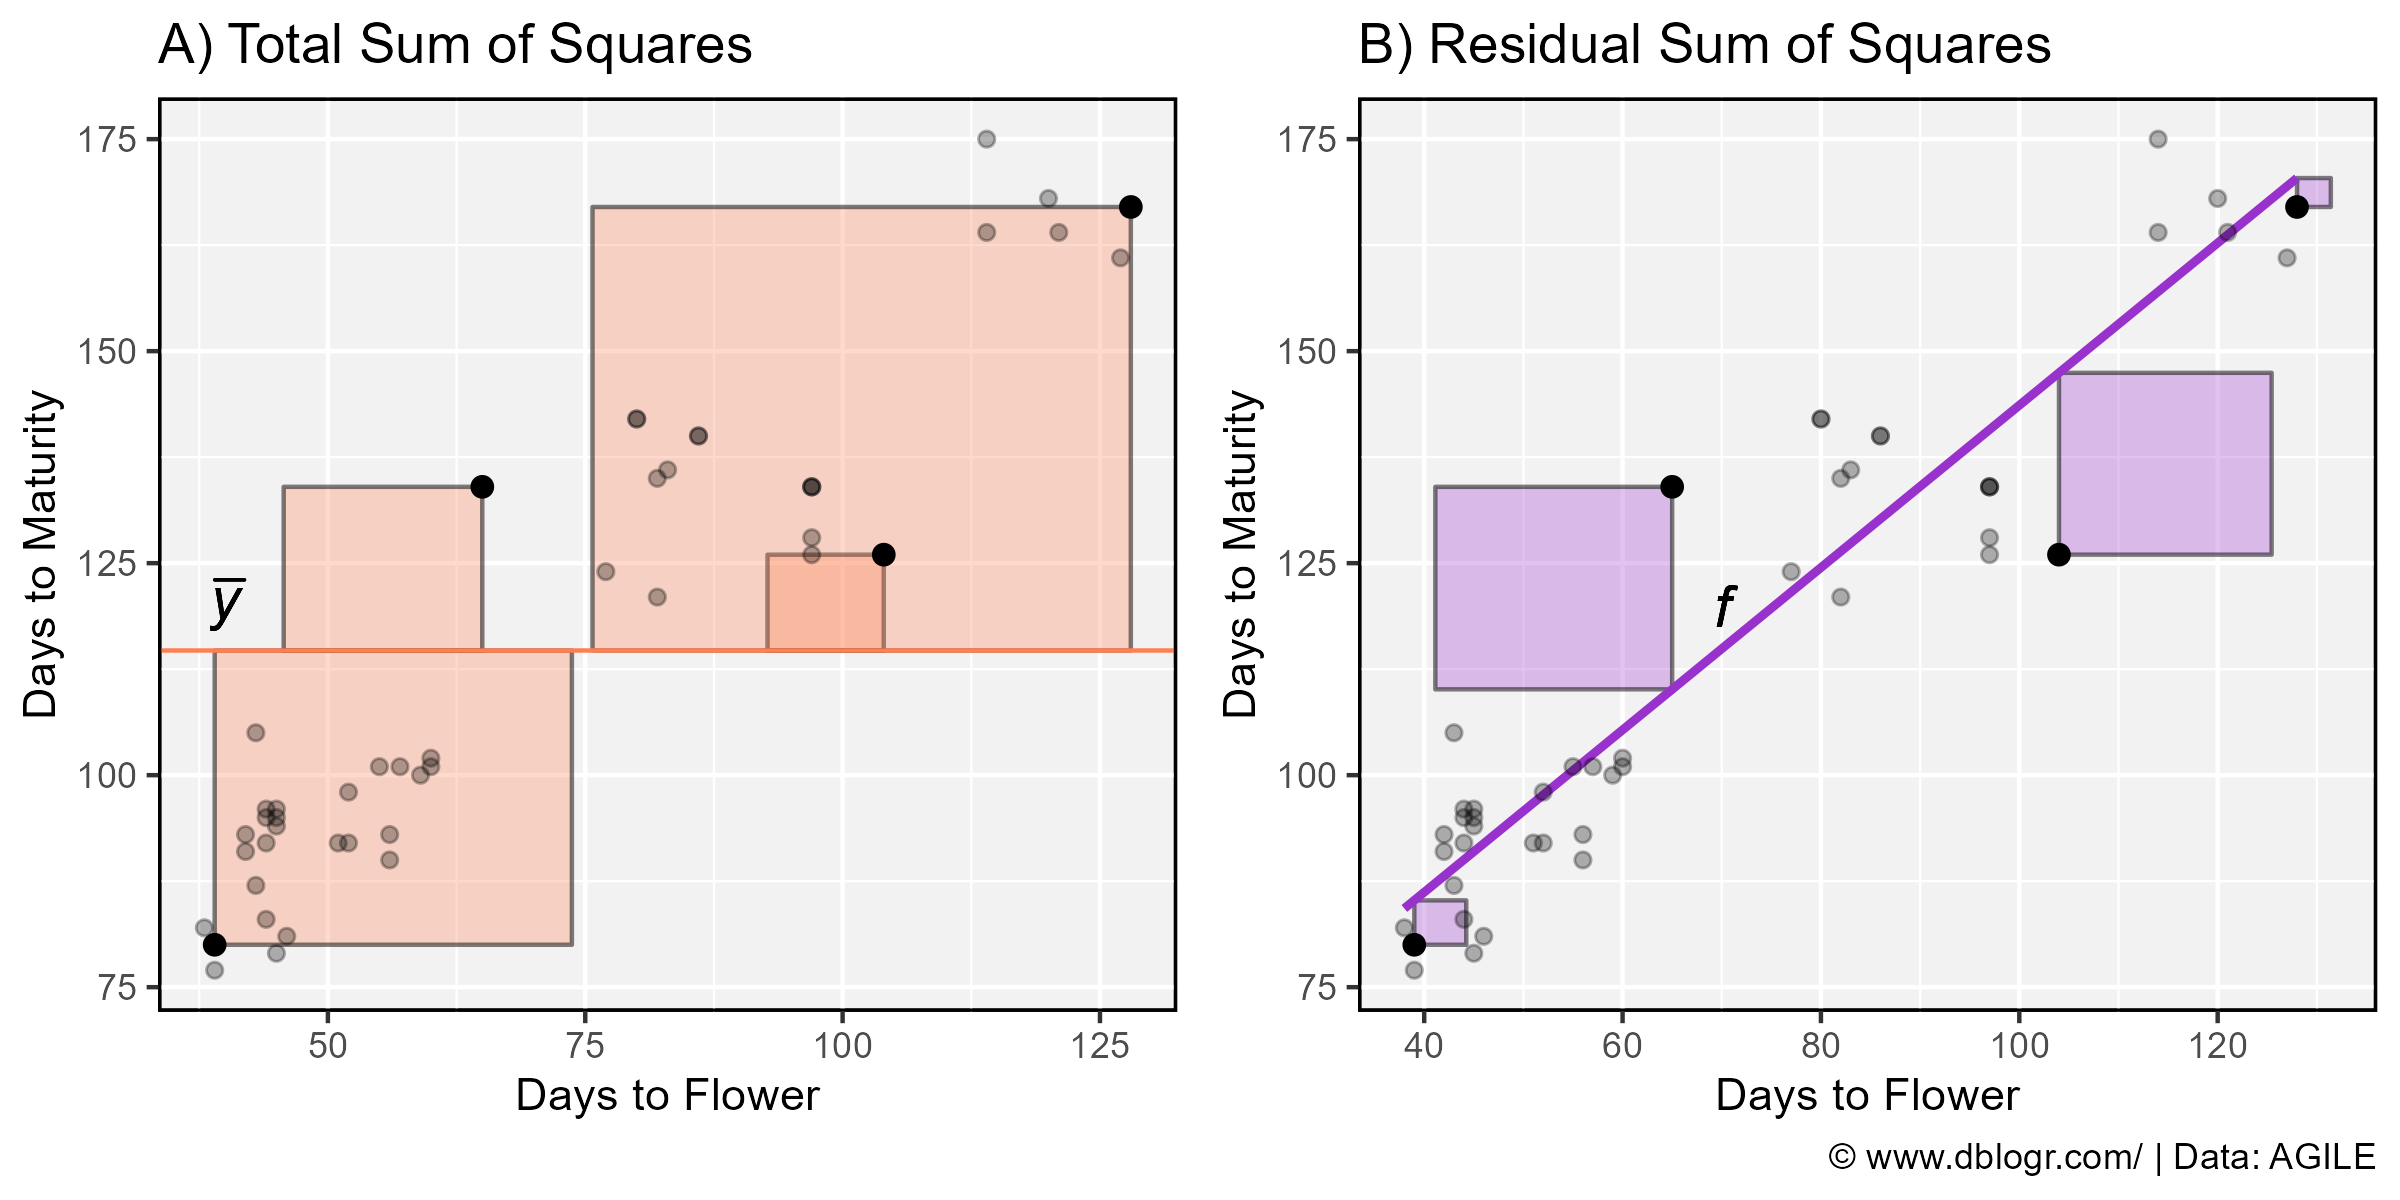 A) Total Sum of Squares
175
150
125
100
75
Days to Maturity
y̅
50 75 100 125
Days to Flower
B) Residual Sum of Squares
175
150
125
100
75
Days to Maturity
f
40 60 80 100 120
Days to Flower
© www.dblogr.com/ | Data: AGILE